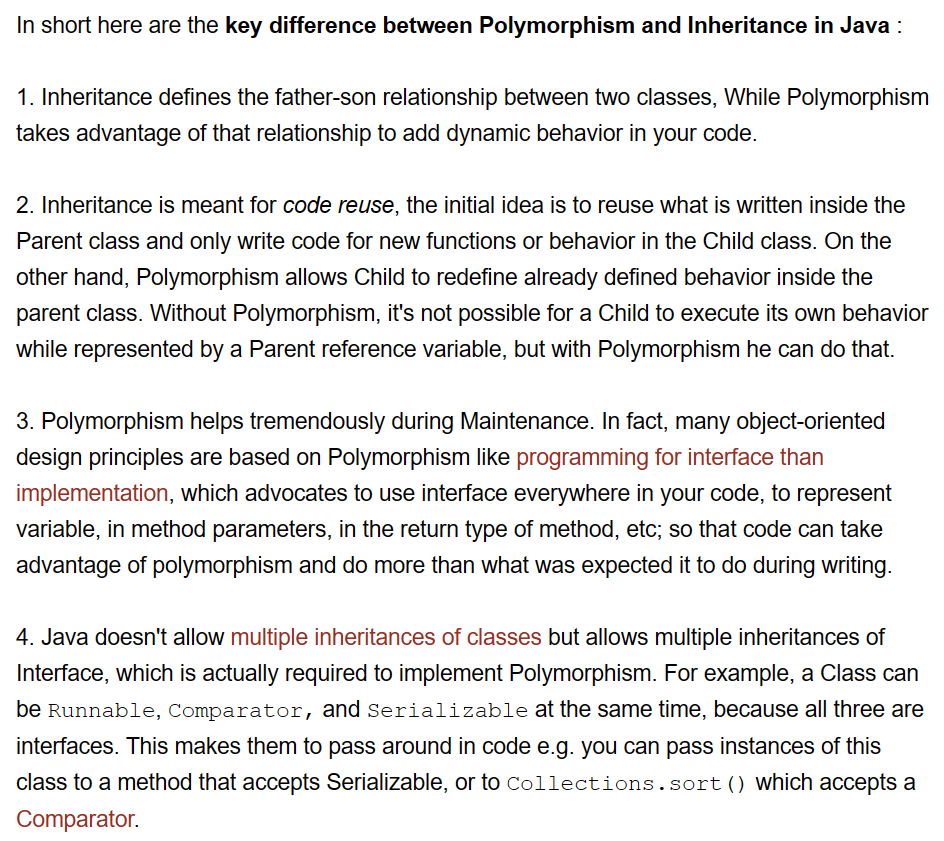 In short here are the key difference between Polymorphism and Inheritance in Java :
1. Inheritance defines the father-son relationship between two classes, While Polymorphism
takes advantage of that relationship to add dynamic behavior in your code.
2. Inheritance is meant for code reuse, the initial idea is to reuse what is written inside the
Parent class and only write code for new functions or behavior in the Child class. On the
other hand, Polymorphism allows Child to redefine already defined behavior inside the
parent class. Without Polymorphism, it's not possible for a Child to execute its own behavior
while represented by a Parent reference variable, but with Polymorphism he can do that.
3. Polymorphism helps tremendously during Maintenance. In fact, many object-oriented
design principles are based on Polymorphism like programming for interface than
implementation, which advocates to use interface everywhere in your code, to represent
variable, in method parameters, in the return type of method, etc; so that code can take
advantage of polymorphism and do more than what was expected it to do during writing.
4. Java doesn't allow multiple inheritances of classes but allows multiple inheritances of
Interface, which is actually required to implement Polymorphism. For example, a Class can
be Runnable, Comparator, and Serializable at the same time, because all three are
interfaces. This makes them to pass around in code e.g. you can pass instances of this
class to a method that accepts Serializable, or to Collections.sort() which accepts a
Comparator.